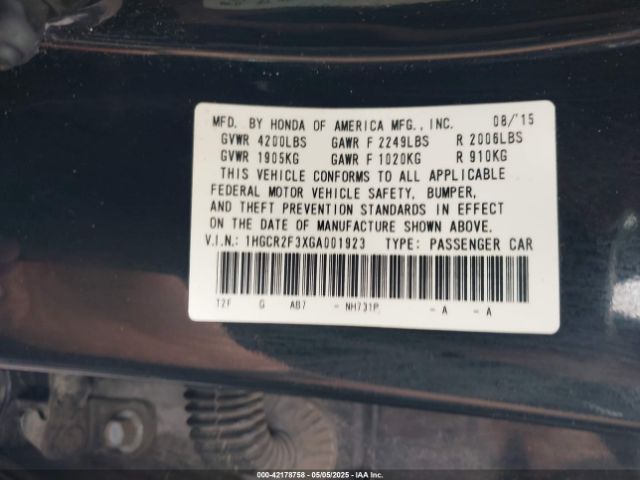 MFD. BY HONDA OF AMERICA MFG., INC. 08/'15
GVWR 4200LBS GAWR F 2249LBS R 2006LBS
GVWR 1905KG GAWR F 1020KG R 910KG
THIS VEHICLE CONFORMS TO ALL APPLICABLE
FEDERAL MOTOR VEHICLE SAFETY, BUMPER,
AND THEFT PREVENTION STANDARDS IN EFFECT
ON THE DATE OF MANUFACTURE SHOWN ABOVE.
V.I.N.: 1HGCR2F3XGA001923 TYPE: PASSENGER CAR
T2F G AB7 - NH731P - A - A
000-42178758 - 05/05/2025 - IAA Inc.